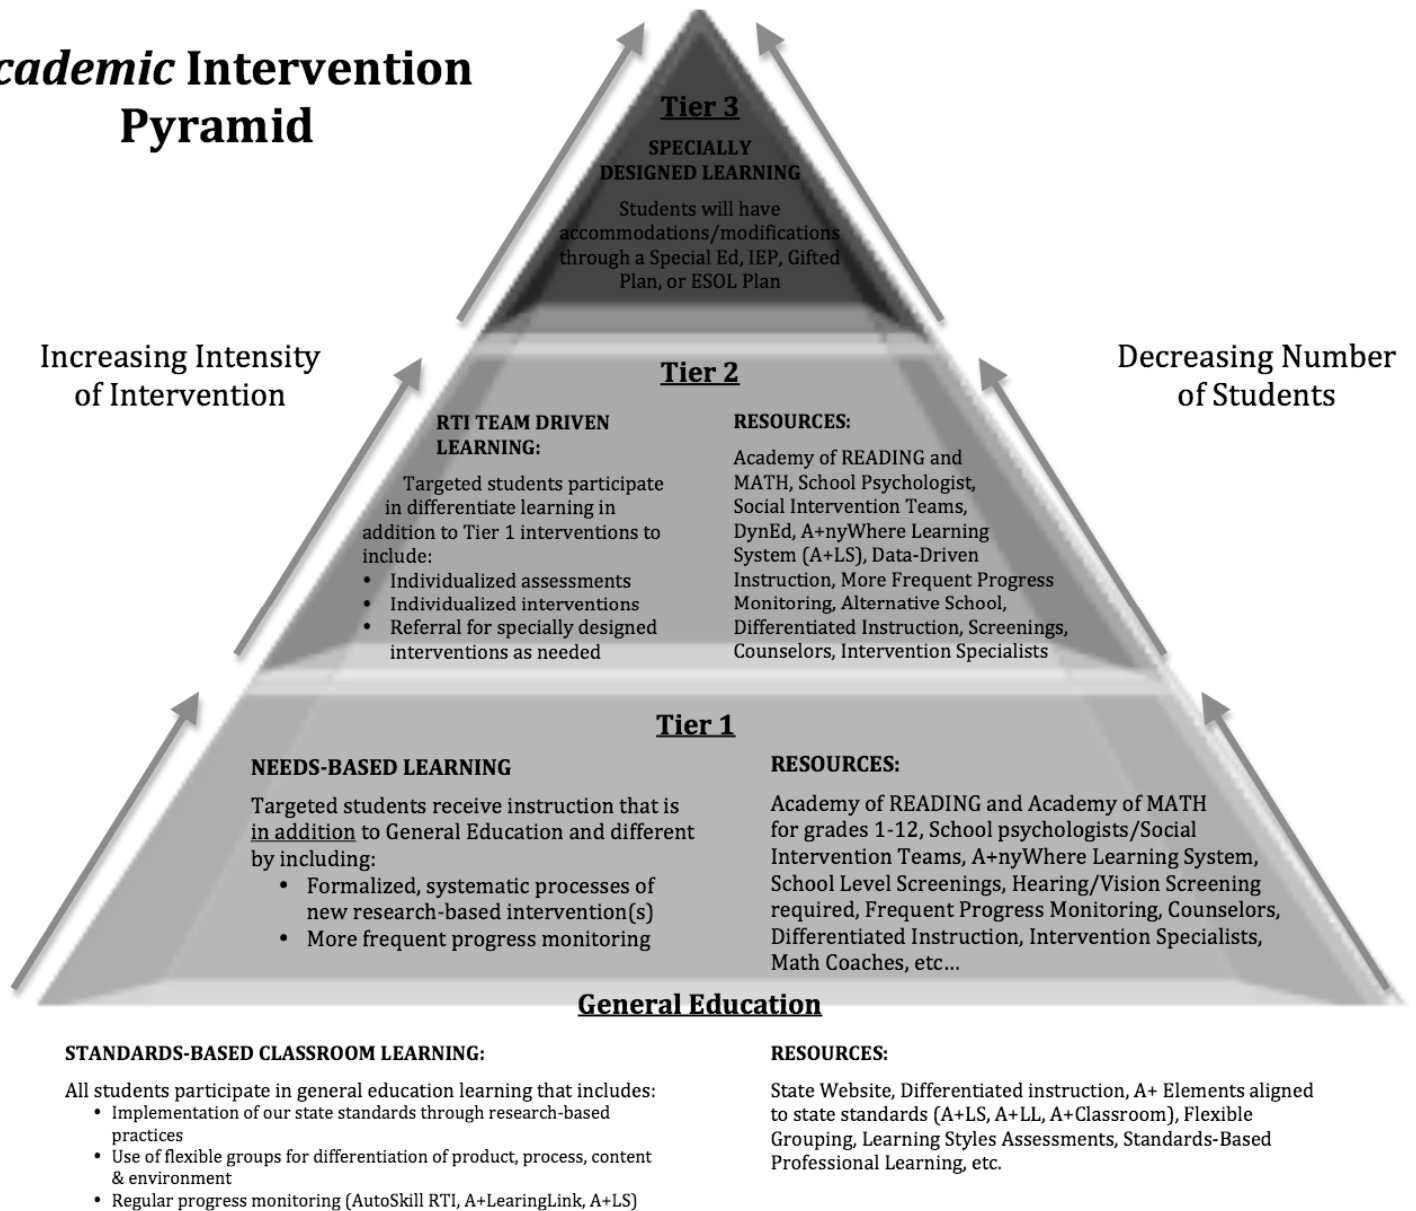 cademic Intervention
Pyramid
Tier 3
SPECIALLY
DESIGNED LEARNING
Students will have
accommodations/modifications
through a Special Ed, IEP, Gifted
Plan, or ESOL Plan
Increasing Intensity
of Intervention
Decreasing Number
of Students
Tier 2
RTI TEAM DRIVEN
LEARNING:
Targeted students participate
in differentiate learning in
addition to Tier 1 interventions to
include:
• Individualized assessments
• Individualized interventions
• Referral for specially designed
interventions as needed
RESOURCES:
Academy of READING and
MATH, School Psychologist,
Social Intervention Teams,
DynEd, A+nyWhere Learning
System (A+LS), Data-Driven
Instruction, More Frequent Progress
Monitoring, Alternative School,
Differentiated Instruction, Screenings,
Counselors, Intervention Specialists
Tier 1
NEEDS-BASED LEARNING
Targeted students receive instruction that is
in addition to General Education and different
by including:
• Formalized, systematic processes of
new research-based intervention(s)
• More frequent progress monitoring
RESOURCES:
Academy of READING and Academy of MATH
for grades 1-12, School psychologists/Social
Intervention Teams, A+nyWhere Learning System,
School Level Screenings, Hearing/Vision Screening
required, Frequent Progress Monitoring, Counselors,
Differentiated Instruction, Intervention Specialists,
Math Coaches, etc...
General Education
STANDARDS-BASED CLASSROOM LEARNING:
All students participate in general education learning that includes:
• Implementation of our state standards through research-based
practices
• Use of flexible groups for differentiation of product, process, content
& environment
• Regular progress monitoring (AutoSkill RTI, A+LearingLink, A+LS)
RESOURCES:
State Website, Differentiated instruction, A+ Elements aligned
to state standards (A+LS, A+LL, A+Classroom), Flexible
Grouping, Learning Styles Assessments, Standards-Based
Professional Learning, etc.